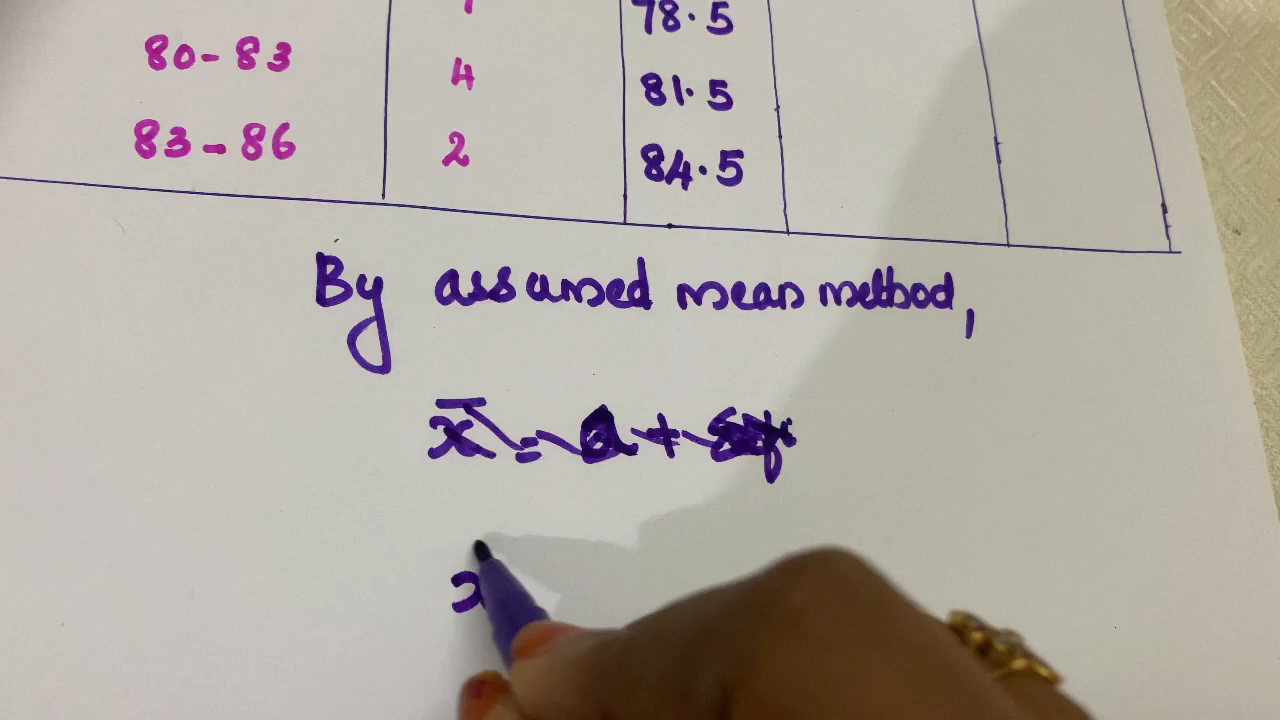 78.5
80-83 4 81.5
83-86 2 84.5
By assumed mean method,
x̄ = a +
x